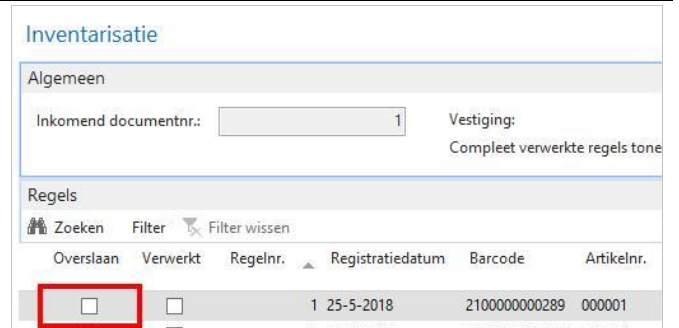 Inventarisatie
Algemeen
Inkomend documentnr.: 1 Vestiging:
Compleet verwerkte regels tone
Regels
Zoeken Filter Filter wissen
Overslaan Verwerkt Regelnr. Registratiedatum Barcode Artikelnr.
1 25-5-2018 2100000000289 000001